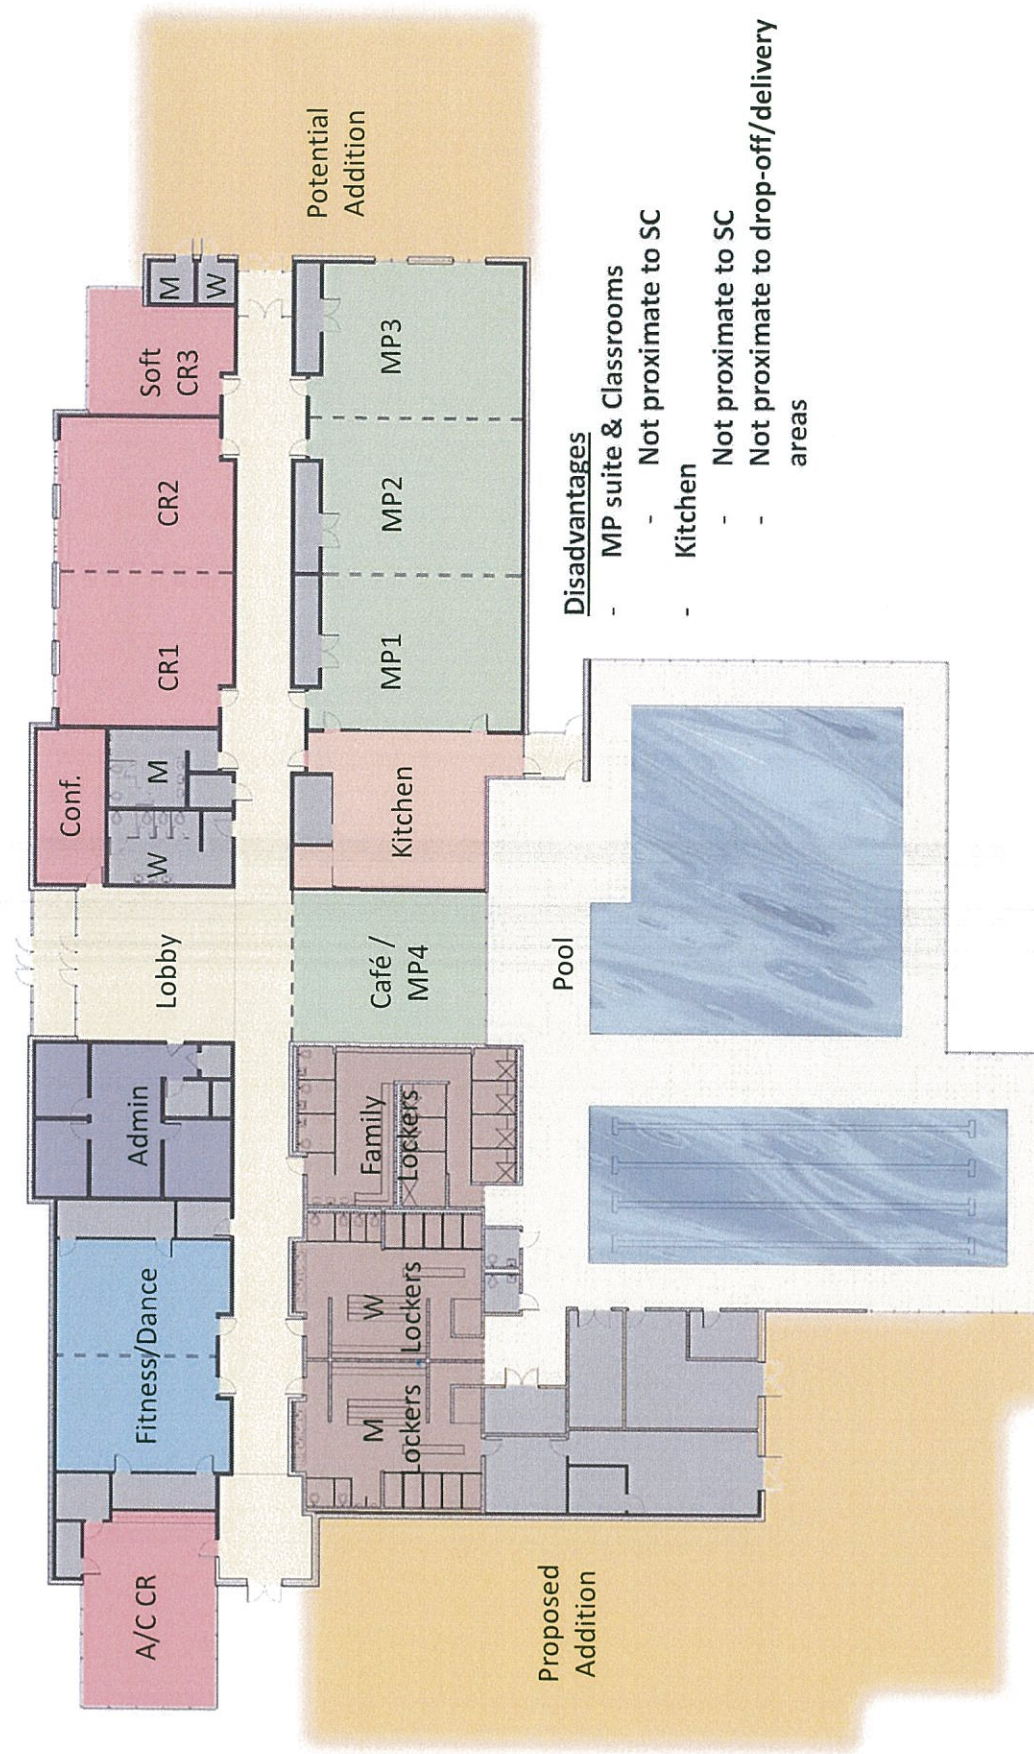 A/C CR
Fitness/Dance
Admin
Lobby
Conf.
W
M
CR1
CR2
Soft
CR3
M
W
Potential
Addition
M
Lockers
W
Lockers
Family
Lockers
Café /
MP4
Kitchen
MP1
MP2
MP3
Proposed
Addition
Pool
Disadvantages
- MP suite & Classrooms
- Not proximate to SC
- Kitchen
- Not proximate to SC
- Not proximate to drop-off/delivery
areas